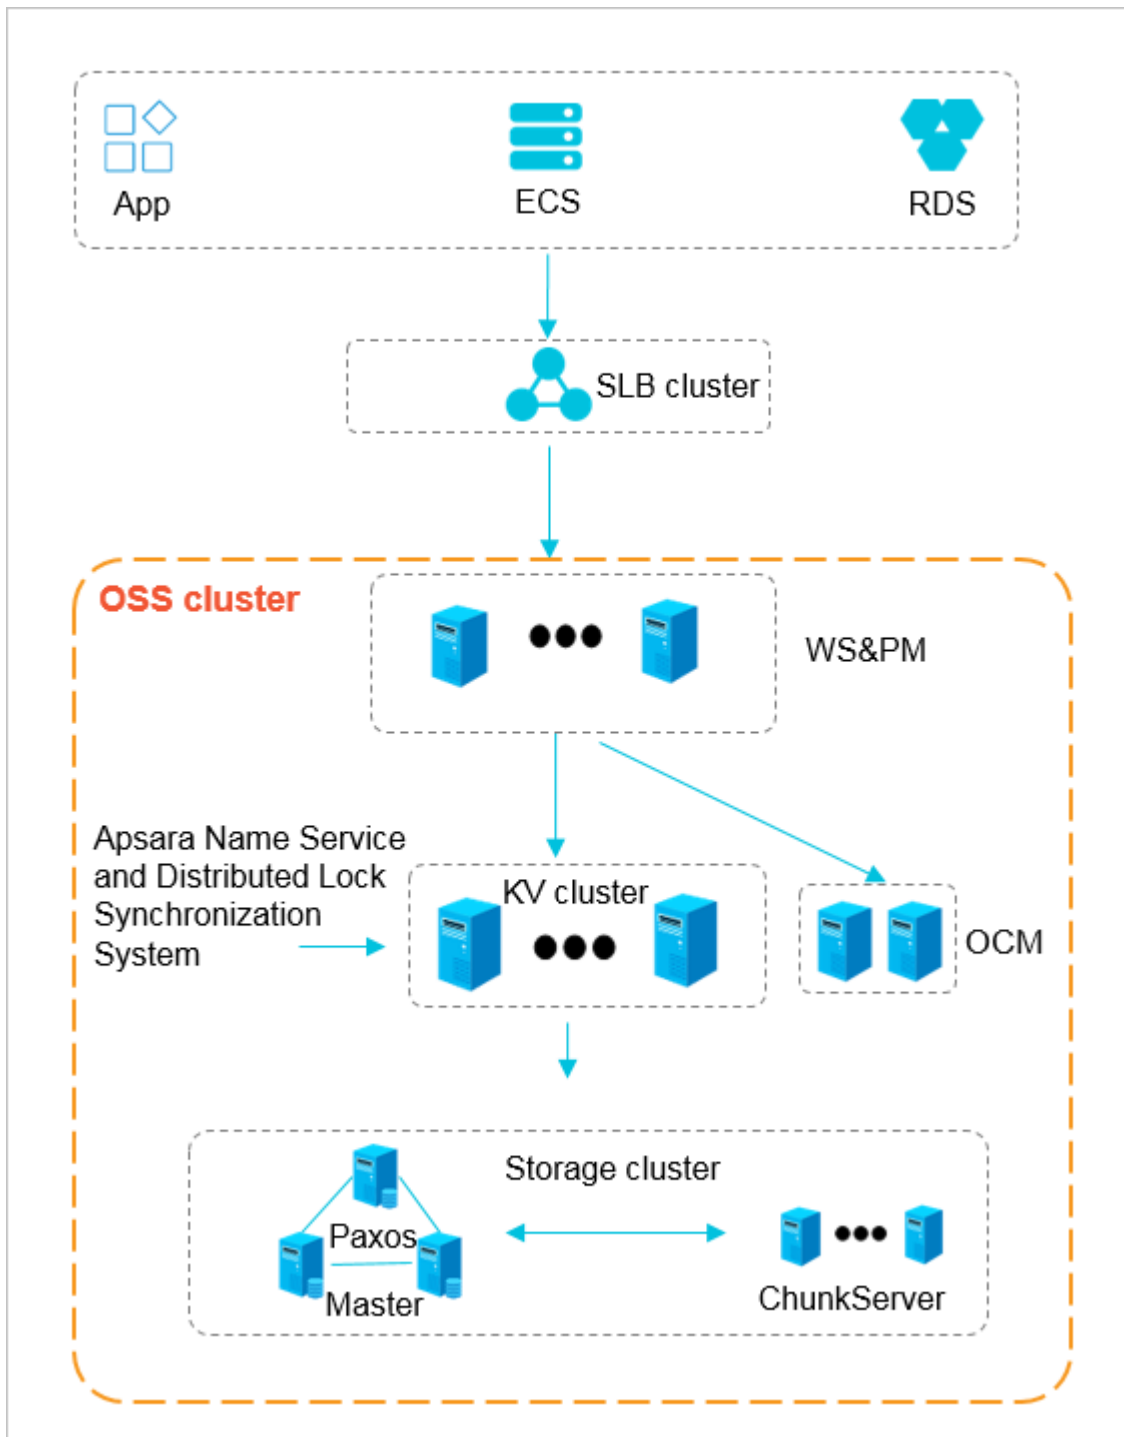 App
ECS
RDS
SLB cluster
OSS cluster
WS&PM
Apsara Name Service
and Distributed Lock
Synchronization
System
KV cluster
OCM
Storage cluster
Paxos
Master
ChunkServer